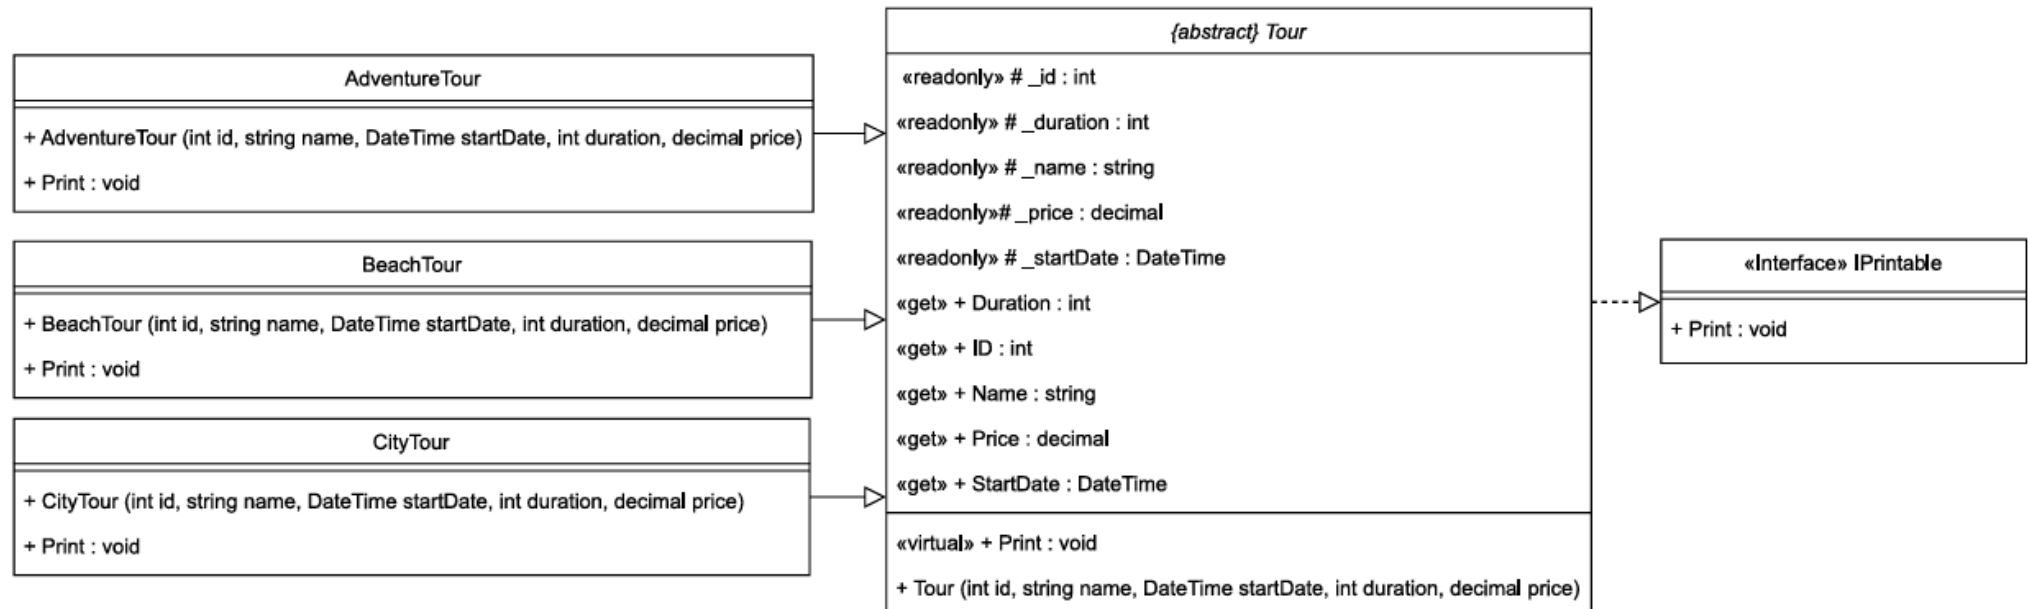 AdventureTour
+ AdventureTour (int id, string name, DateTime startDate, int duration, decimal price)
+ Print : void
BeachTour
+ BeachTour (int id, string name, DateTime startDate, int duration, decimal price)
+ Print : void
CityTour
+ CityTour (int id, string name, DateTime startDate, int duration, decimal price)
+ Print : void
{abstract} Tour
«readonly» # _id : int
«readonly» # _duration : int
«readonly» # _name : string
«readonly»# _price : decimal
«readonly» # _startDate : DateTime
«get» + Duration : int
«get» + ID : int
«get» + Name : string
«get» + Price : decimal
«get» + StartDate : DateTime
«virtual» + Print : void
+ Tour (int id, string name, DateTime startDate, int duration, decimal price)
«Interface» IPrintable
+ Print : void